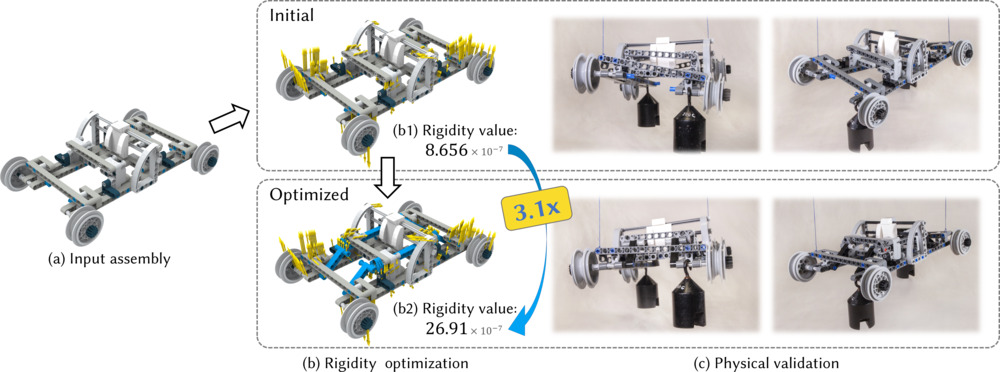 Initial
(b1) Rigidity value:
8.656 × 10⁻⁷
Optimized
3.1x
(a) Input assembly
(b2) Rigidity value:
26.91 × 10⁻⁷
(b) Rigidity optimization
(c) Physical validation